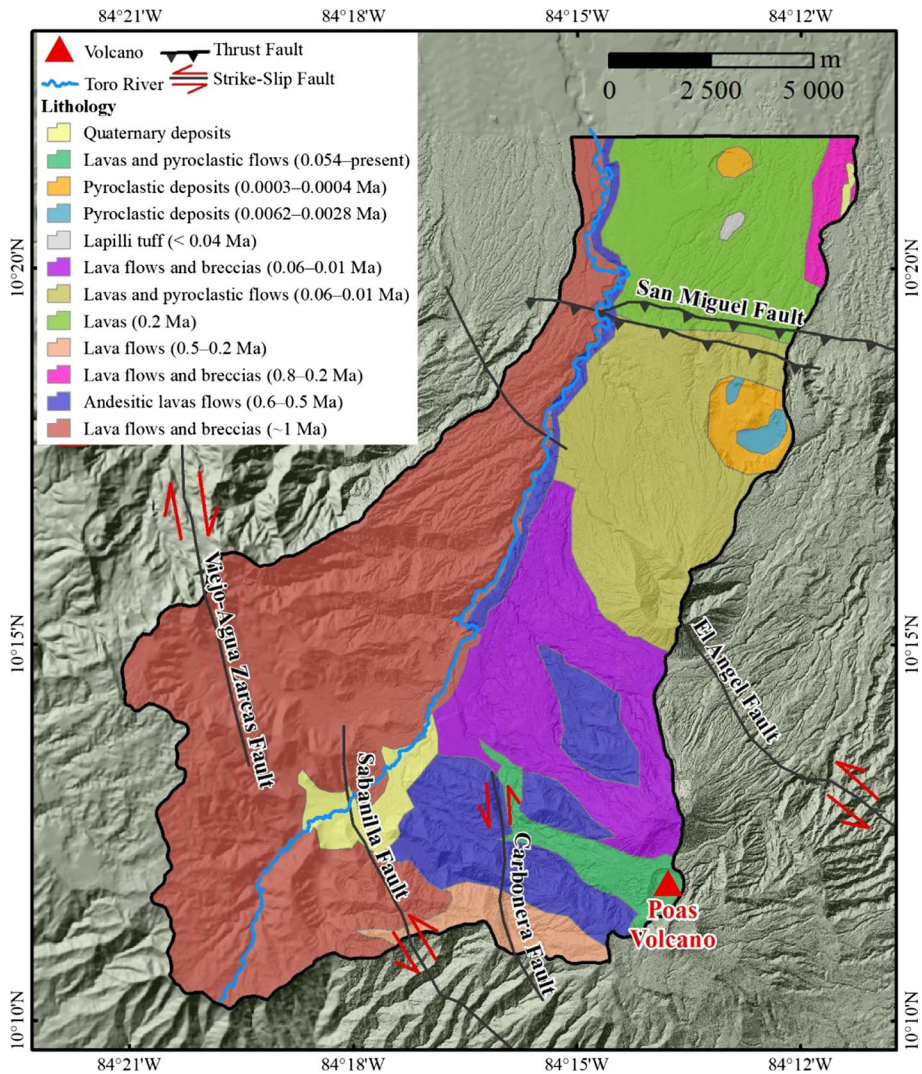 84°21'W 84°18'W 84°15'W 84°12'W
Volcano
Thrust Fault
Toro River
Strike-Slip Fault
Lithology
Quaternary deposits
Lavas and pyroclastic flows (0.054–present)
Pyroclastic deposits (0.0003–0.0004 Ma)
Pyroclastic deposits (0.0062–0.0028 Ma)
Lapilli tuff (< 0.04 Ma)
Lava flows and breccias (0.06–0.01 Ma)
Lavas and pyroclastic flows (0.06–0.01 Ma)
Lavas (0.2 Ma)
Lava flows (0.5–0.2 Ma)
Lava flows and breccias (0.8–0.2 Ma)
Andesitic lavas flows (0.6–0.5 Ma)
Lava flows and breccias (~1 Ma)
m
0 2 500 5 000
10°20'N
10°20'N
San Miguel Fault
Viejo-Agua Zarcas Fault
10°15'N
10°15'N
El Angel Fault
Sabanilla Fault
Carbonera Fault
Poas
Volcano
10°10'N
10°10'N
84°21'W 84°18'W 84°15'W 84°12'W